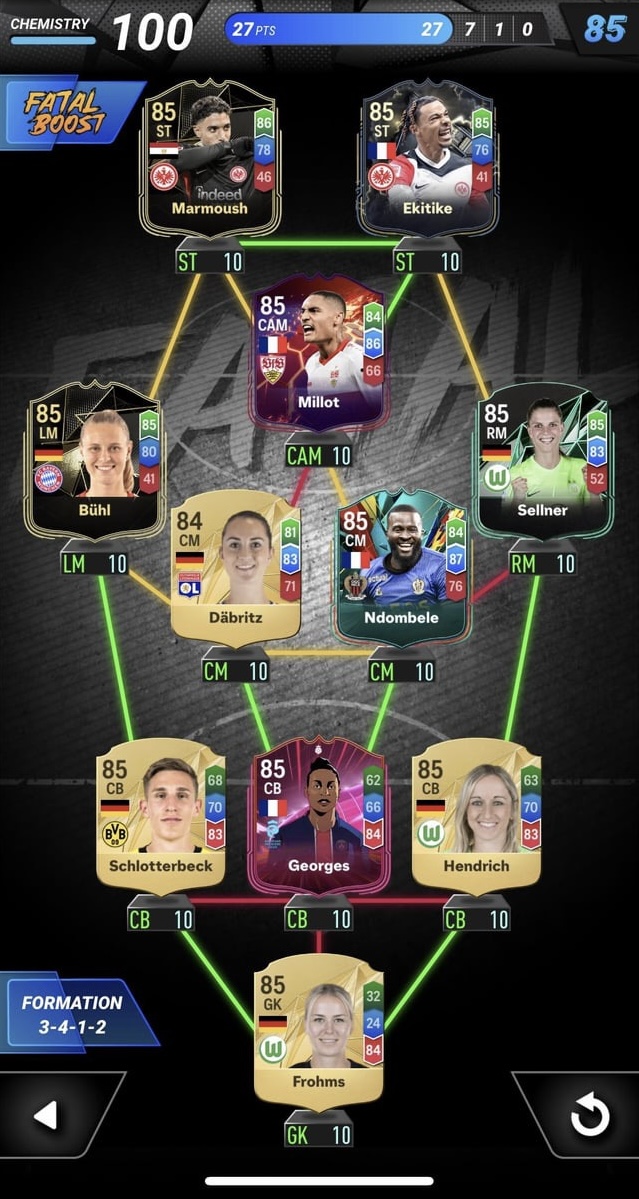 CHEMISTRY 100 27 PTS 27 7 1 0 85
FATAL
BOOST
85 ST 86 78 46
indeed
Marmoush
ST 10
85 ST 85 76 41
Ekitike
ST 10
85 CAM 84 86 66
Millot
CAM 10
85 LM 85 80 41
Bühl
LM 10
85 RM 85 83 52
W
Sellner
RM 10
84 CM 81 83 71
OL
Däbritz
CM 10
85 CM 84 87 76
Ndombele
CM 10
85 CB 68 70 83
BVB
09
Schlotterbeck
CB 10
85 CB 62 66 84
Georges
CB 10
85 CB 63 70 83
W
Hendrich
CB 10
FORMATION
3-4-1-2
85 GK 32 24 84
W
Frohms
GK 10